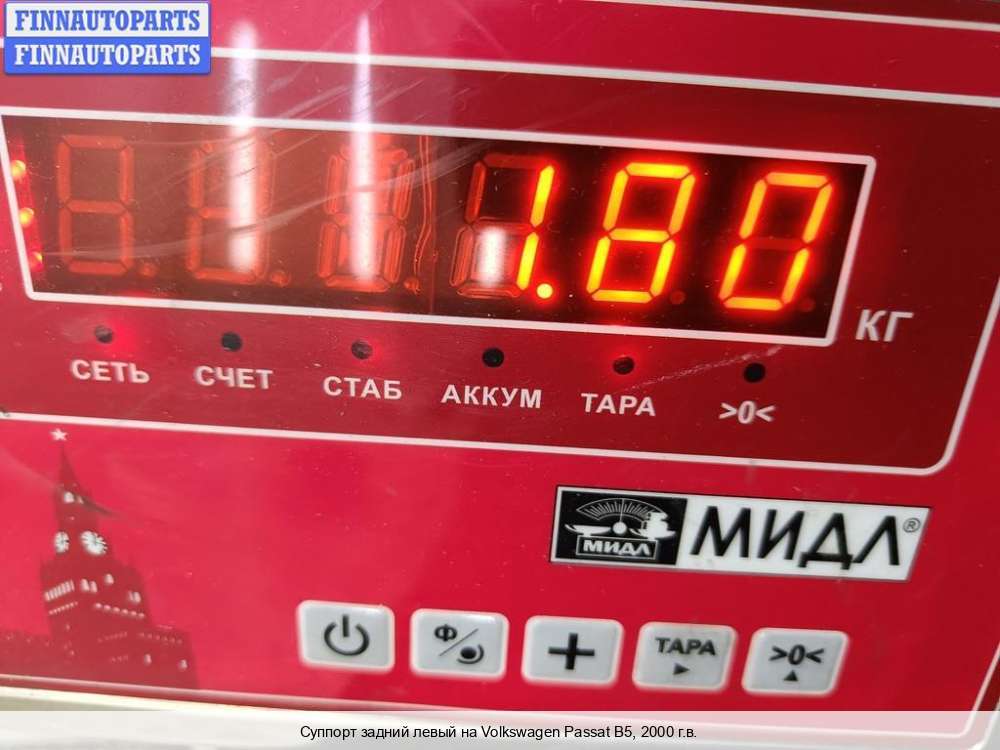 FINNAUTOPARTS
FINNAUTOPARTS
1.80
КГ
СЕТЬ СЧЕТ СТАБ АККУМ ТАРА >0<
МИДЛ МИДЛ®
Ф ТАРА >0<
Суппорт задний левый на Volkswagen Passat B5, 2000 г.в.